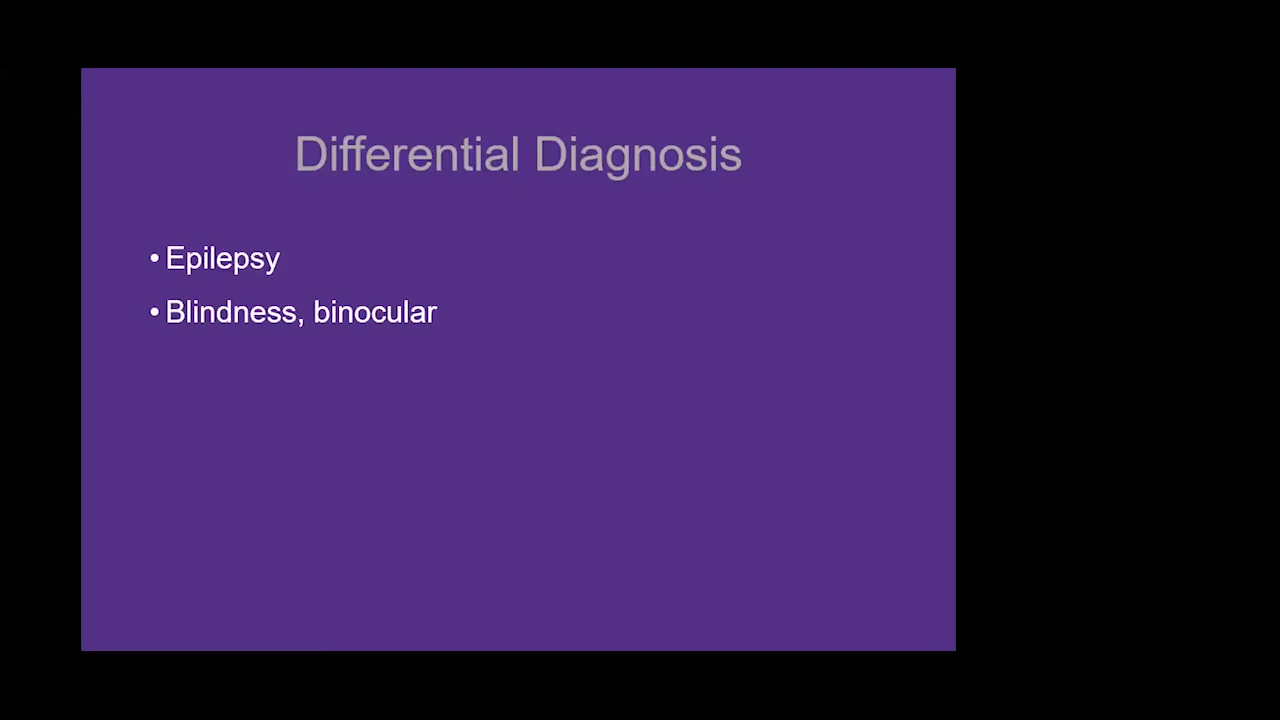 Differential Diagnosis
• Epilepsy
• Blindness, binocular